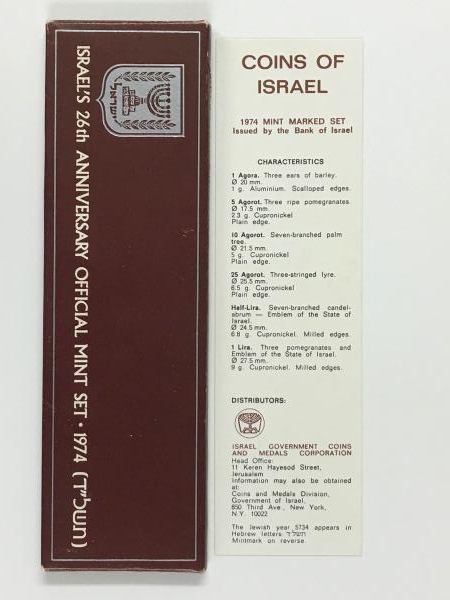 ISRAEL'S 26th ANNIVERSARY OFFICIAL MINT SET • 1974 (תשל"ד)
ישראל
COINS OF
ISRAEL
1974 MINT MARKED SET
Issued by the Bank of Israel
CHARACTERISTICS
1 Agora. Three ears of barley.
Ø 20 mm.
1 g. Aluminium. Scalloped edges.
5 Agorot. Three ripe pomegranates.
Ø 17.5 mm.
2.3 g. Cupronickel
Plain edge.
10 Agorot. Seven-branched palm
tree.
Ø 21.5 mm.
5 g. Cupronickel
Plain edge.
25 Agorot. Three-stringed lyre.
Ø 25.5 mm.
6.5 g. Cupronickel
Plain edge.
Half-Lira. Seven-branched candel-
abrum — Emblem of the State of
Israel.
Ø 24.5 mm.
6.8 g. Cupronickel. Milled edges.
1 Lira. Three pomegranates and
Emblem of the State of Israel.
Ø 27.5 mm.
9 g. Cupronickel. Milled edges.
DISTRIBUTORS:
ISRAEL GOVERNMENT COINS
AND MEDALS CORPORATION
Head Office:
11 Keren Hayesod Street,
Jerusalem
Information may also be obtained
at:
Coins and Medals Division,
Government of Israel,
850 Third Ave., New York,
N.Y. 10022
The Jewish year 5734 appears in
Hebrew letters תשל"ד
Mintmark on reverse.